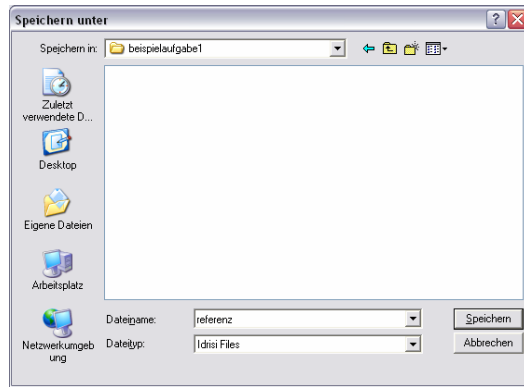 Speichern unter
Speichern in: beispielaufgabe1
Zuletzt
verwendete D...
Desktop
Eigene Dateien
Arbeitsplatz
Netzwerkumgeb
ung
Dateiname: referenz Speichern
Dateityp: Idrisi Files Abbrechen